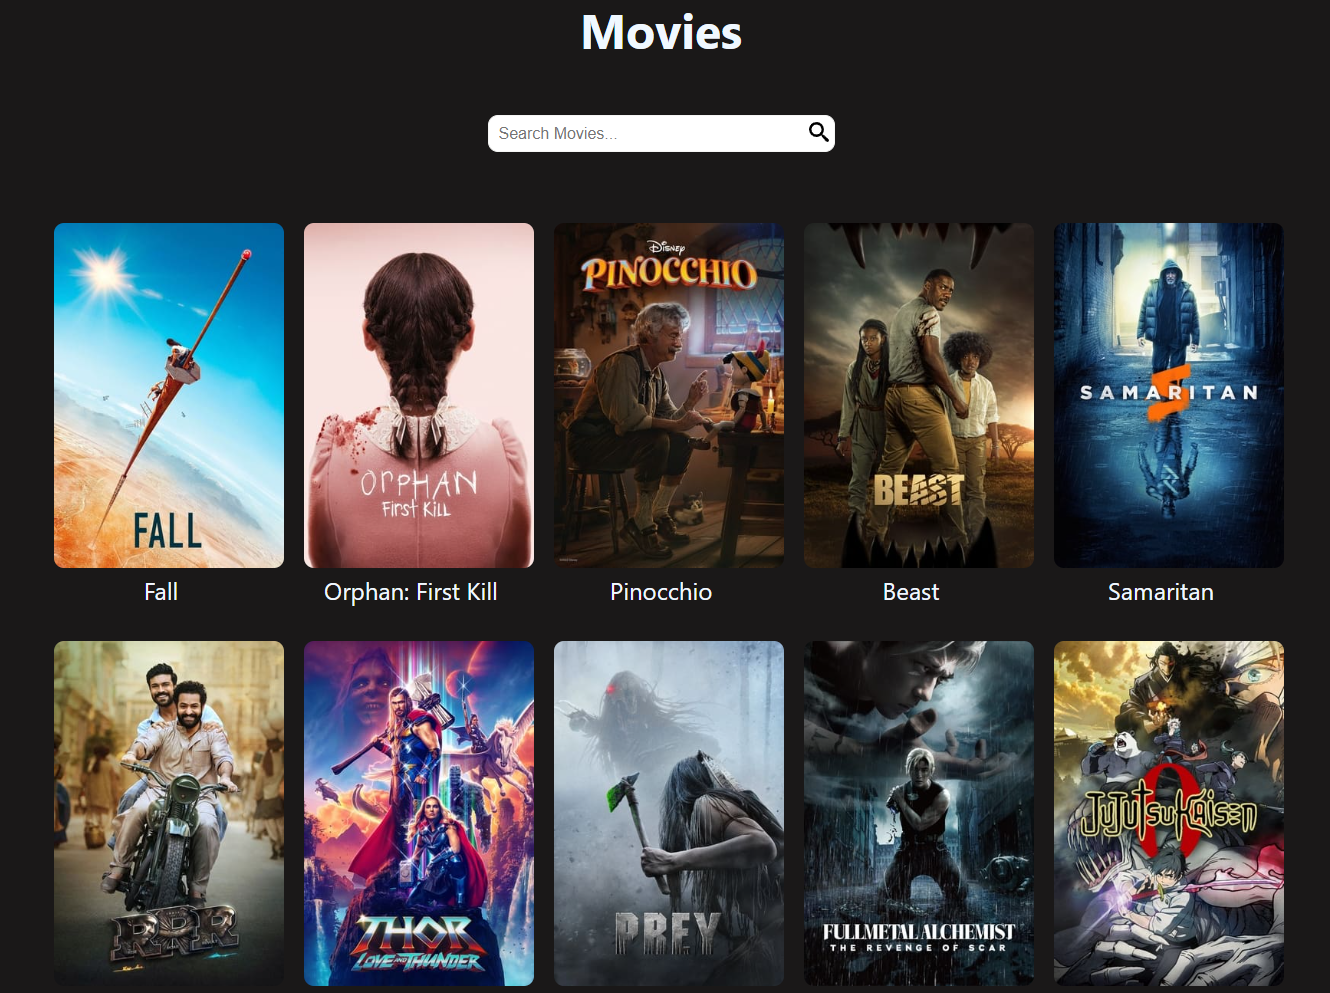 Movies
Search Movies...
FALL
ORPHAN
First Kill
Disney
PINOCCHIO
BEAST
SAMARITAN
Fall
Orphan: First Kill
Pinocchio
Beast
Samaritan
RRR
THOR
LOVE AND THUNDER
PREY
FULLMETAL ALCHEMIST
THE REVENGE OF SCAR
0
JUJUTSU KAISEN